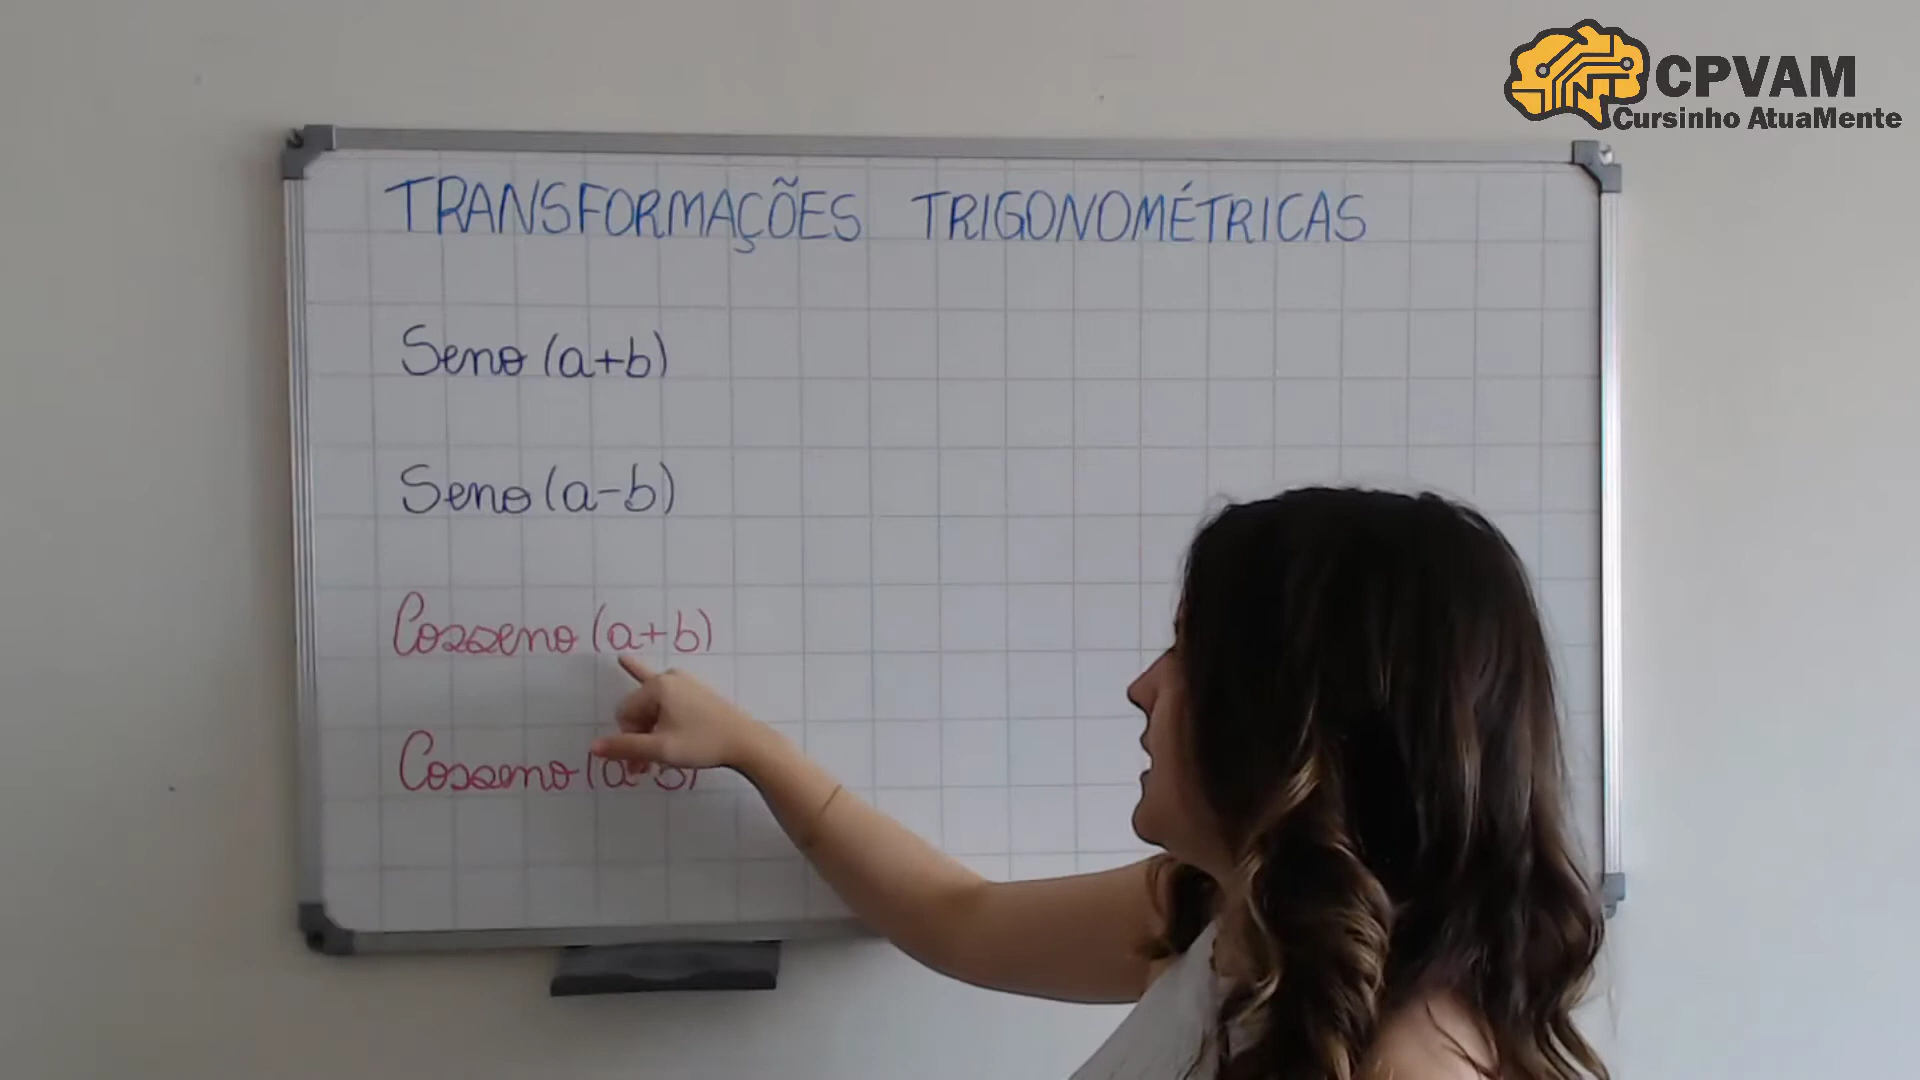 CPVAM
Cursinho AtuaMente
TRANSFORMAÇÕES TRIGONOMÉTRICAS
Seno (a+b)
Seno (a-b)
Cosseno (a+b)
Cosseno (a-b)